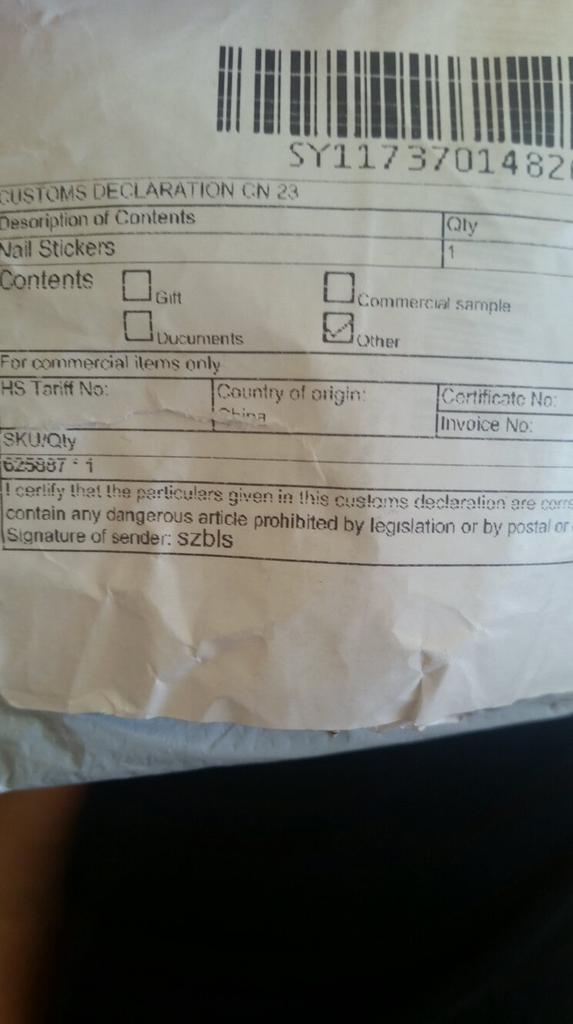 SY11737014820
CUSTOMS DECLARATION CN 23
Description of Contents Qty
Nail Stickers 1
Contents Gift Commercial sample
Documents Other
For commercial items only
HS Tariff No: Country of origin: Certificate No:
China Invoice No:
SKU/Qty
625887 * 1
I certify that the particulars given in this customs declaration are
contain any dangerous article prohibited by legislation or by postal or
Signature of sender: szbls